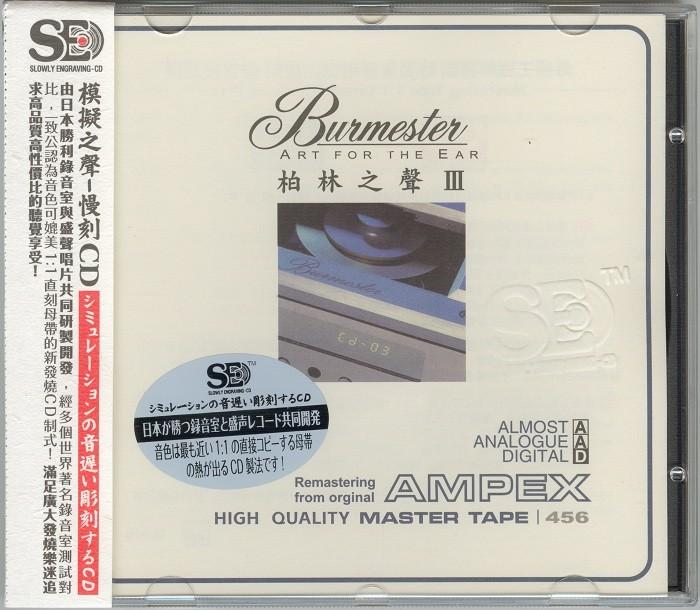 SED
SLOWLY ENGRAVING-CD
模擬之聲-慢刻CD シミュレーションの音遲い彫刻するCD
由日本勝利錄音室與盛聲唱片共同研製開發，經多個世界著名錄音室測試對
比，一致公認為音色可媲美1:1直刻母帶的新發燒CD制式！滿足廣大發燒樂迷追
求高品質高性價比的聽覺享受！
Burmester
ART FOR THE EAR
柏林之聲 III
Burmester
Cd-03
SED TM
SED TM
SLOWLY ENGRAVING-CD
シミュレーションの音遲い彫刻するCD
日本が勝つ録音室と盛声レコード共同開発
音色は最も近い1:1の直接コピーする母帯
の熱が出るCD製法です!
ALMOST A
ANALOGUE A
DIGITAL D
Remastering
from orginal AMPEX
HIGH QUALITY MASTER TAPE | 456